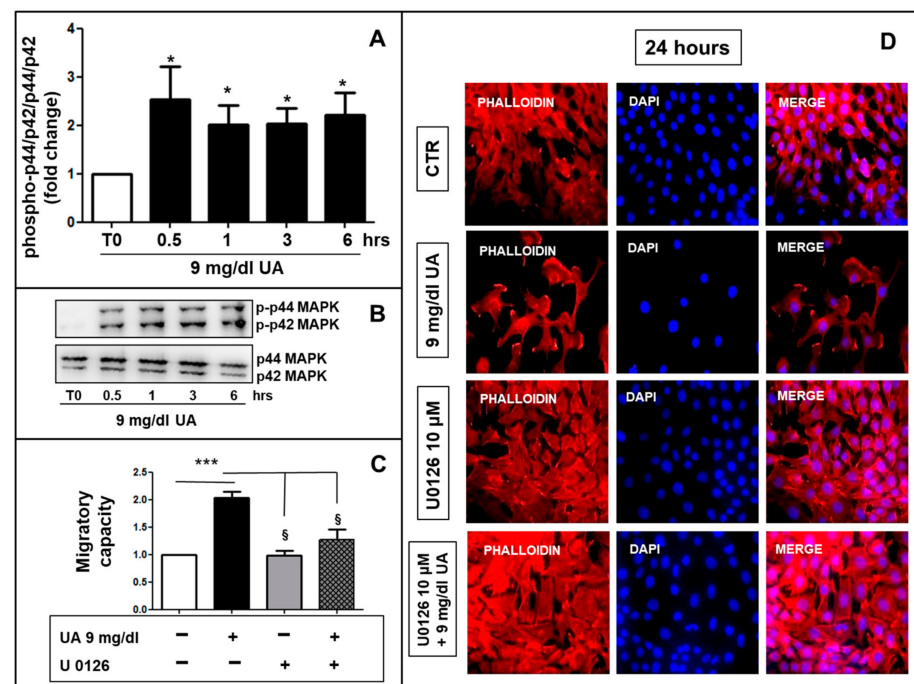 A
phospho-p44/p42/p44/p42
(fold change)
4
3
2
1
0
* * * *
T0 0.5 1 3 6 hrs
9 mg/dl UA
B
p-p44 MAPK
p-p42 MAPK
p44 MAPK
p42 MAPK
T0 0.5 1 3 6 hrs
9 mg/dl UA
C
Migratory
capacity
2.5
2.0
1.5
1.0
0.5
0.0
***
§ §
UA 9 mg/dl − + − +
U 0126 − − + +
D
24 hours
CTR
PHALLOIDIN DAPI MERGE
9 mg/dl UA
PHALLOIDIN DAPI MERGE
U0126 10 µM
PHALLOIDIN DAPI MERGE
U0126 10 µM
+ 9 mg/dl UA
PHALLOIDIN DAPI MERGE